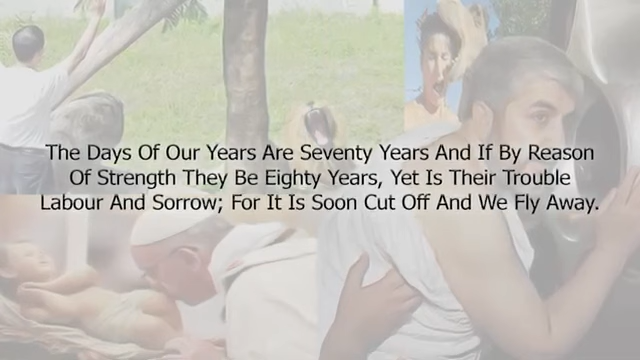 The Days Of Our Years Are Seventy Years And If By Reason
Of Strength They Be Eighty Years, Yet Is Their Trouble
Labour And Sorrow; For It Is Soon Cut Off And We Fly Away.